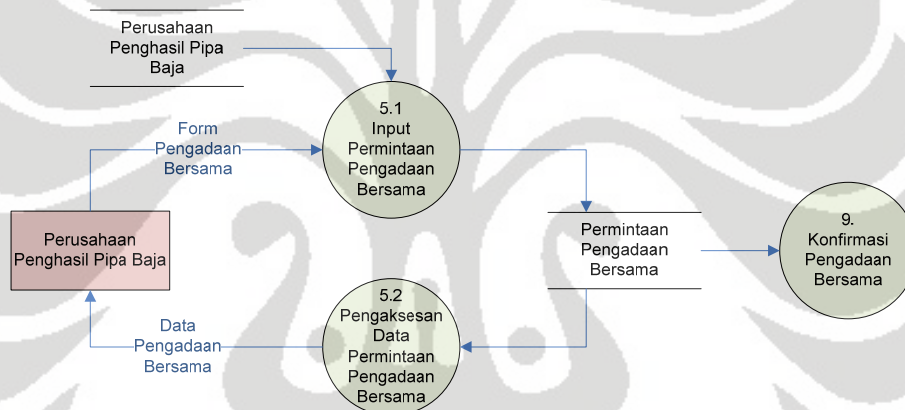 Perusahaan
Penghasil Pipa
Baja
5.1
Input
Permintaan
Pengadaan
Bersama
Form
Pengadaan
Bersama
Perusahaan
Penghasil Pipa Baja
Permintaan
Pengadaan
Bersama
9.
Konfirmasi
Pengadaan
Bersama
5.2
Pengaksesan
Data
Permintaan
Pengadaan
Bersama
Data
Pengadaan
Bersama